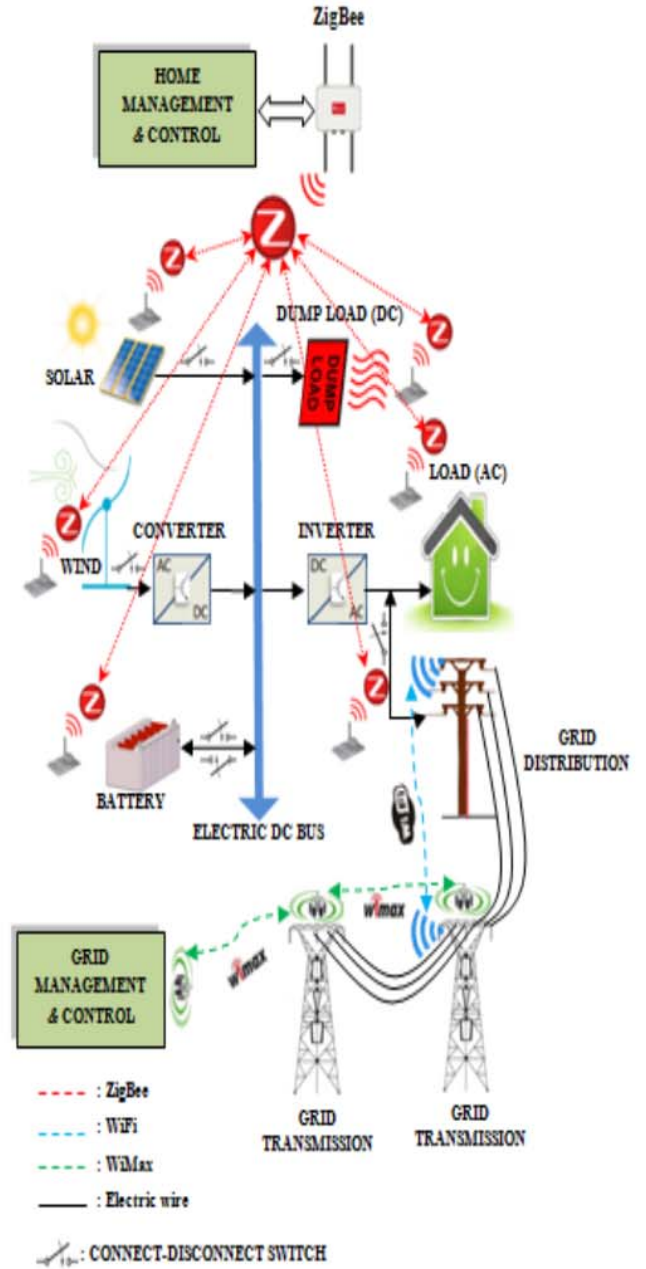 ZigBee
HOME
MANAGEMENT
& CONTROL
Z
Z
DUMP LOAD (DC)
Z
SOLAR
DUMP
LOAD
Z
LOAD (AC)
Z
WIND
CONVERTER
INVERTER
AC
DC
DC
AC
Z
Z
BATTERY
GRID
DISTRIBUTION
ELECTRIC DC BUS
wimax
wimax
GRID
MANAGEMENT
& CONTROL
GRID
TRANSMISSION
GRID
TRANSMISSION
: ZigBee
: WiFi
: WiMax
: Electric wire
: CONNECT-DISCONNECT SWITCH